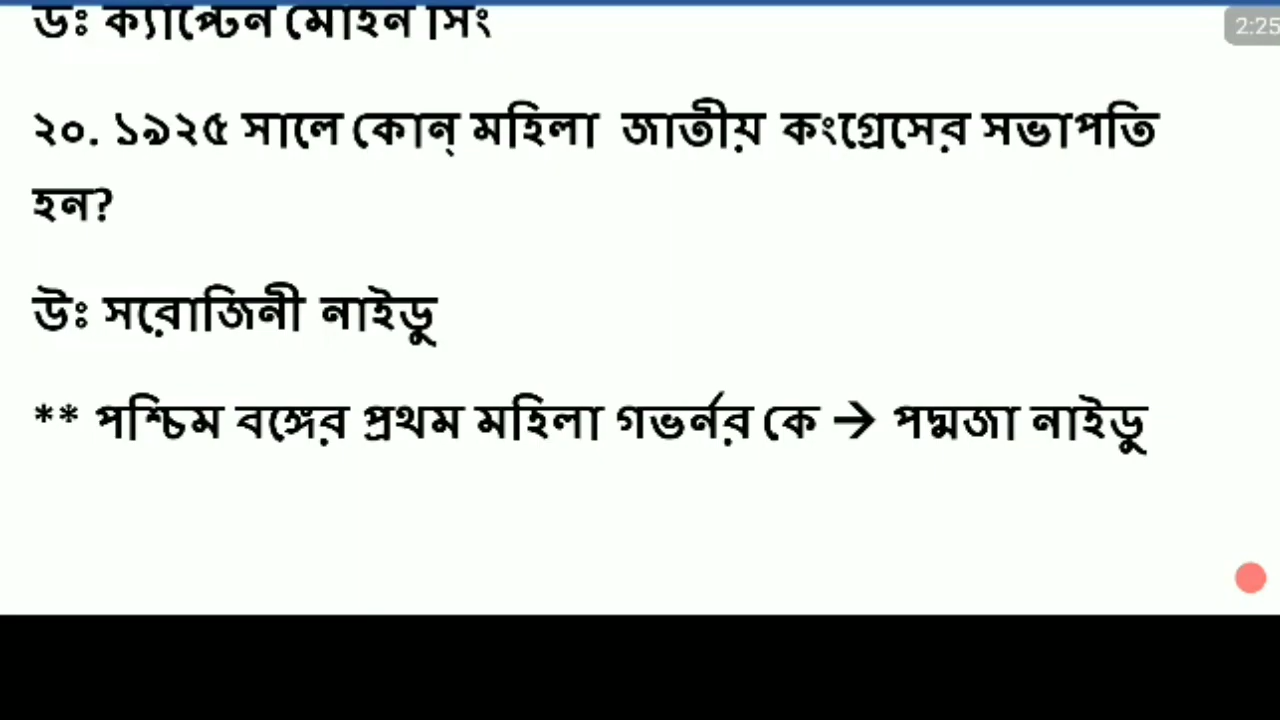 উঃ ক্যাপ্টেন মোহন সিং
2:25
২০. ১৯২৫ সালে কোন্ মহিলা জাতীয় কংগ্রেসের সভাপতি
হন?
উঃ সরোজিনী নাইডু
** পশ্চিম বঙ্গের প্রথম মহিলা গভর্নর কে → পদ্মজা নাইডু